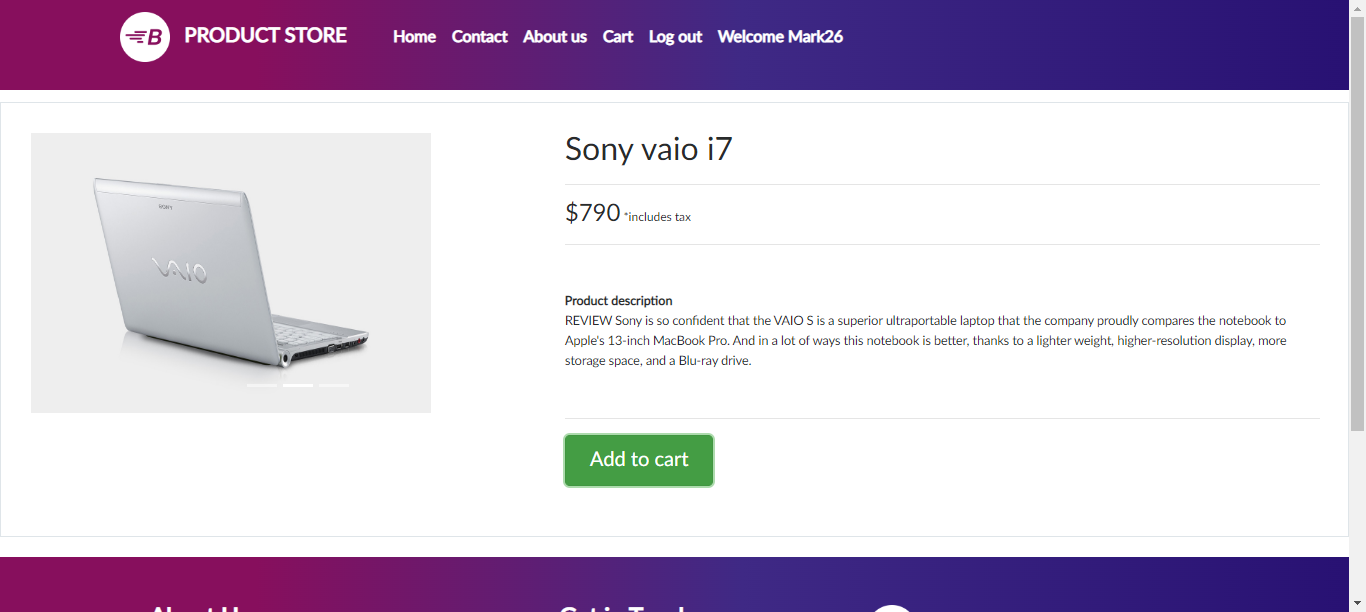 B PRODUCT STORE Home Contact About us Cart Log out Welcome Mark26
Sony vaio i7
$790 *includes tax
SONY
VAIO
Product description
REVIEW Sony is so confident that the VAIO S is a superior ultraportable laptop that the company proudly compares the notebook to
Apple's 13-inch MacBook Pro. And in a lot of ways this notebook is better, thanks to a lighter weight, higher-resolution display, more
storage space, and a Blu-ray drive.
Add to cart